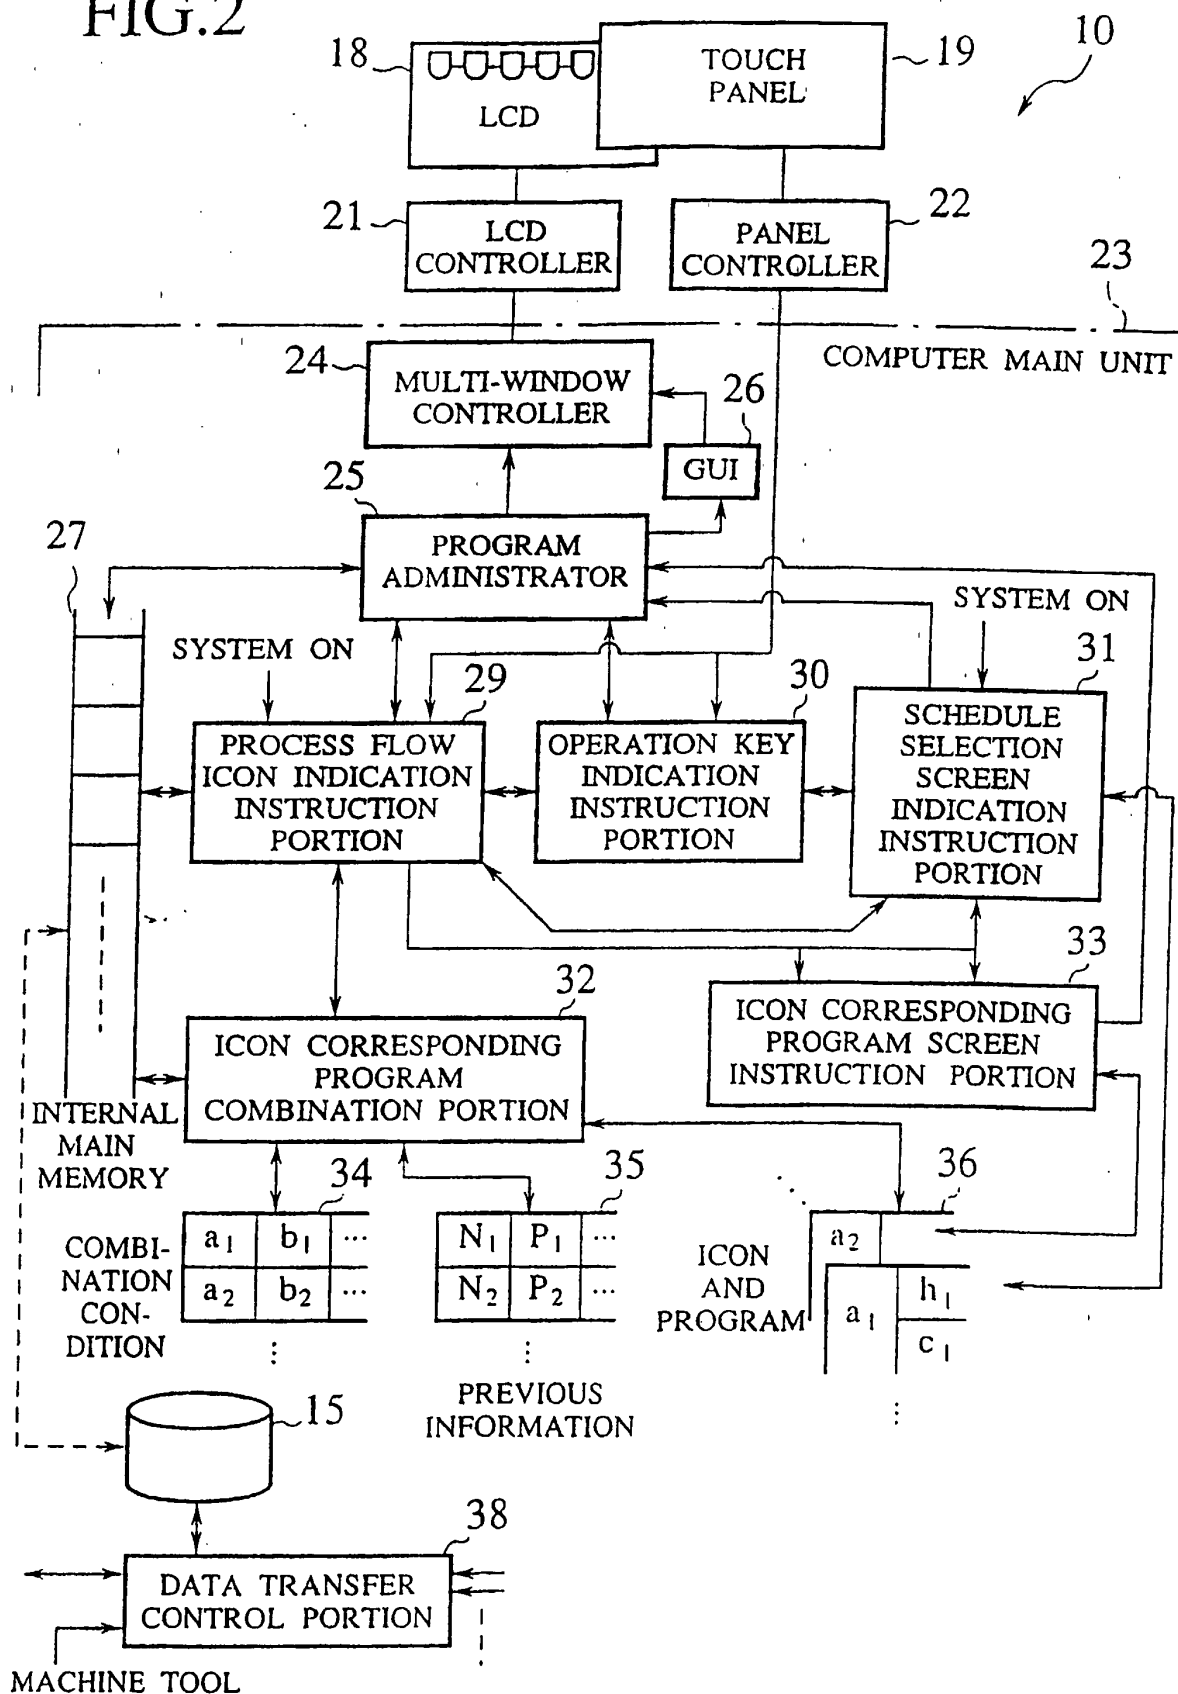 FIG.2
18
LCD
TOUCH
PANEL
19
10
21
LCD
CONTROLLER
PANEL
CONTROLLER
22
23
COMPUTER MAIN UNIT
24
MULTI-WINDOW
CONTROLLER
26
GUI
25
PROGRAM
ADMINISTRATOR
27
SYSTEM ON
SYSTEM ON
29
PROCESS FLOW
ICON INDICATION
INSTRUCTION
PORTION
30
OPERATION KEY
INDICATION
INSTRUCTION
PORTION
31
SCHEDULE
SELECTION
SCREEN
INDICATION
INSTRUCTION
PORTION
32
ICON CORRESPONDING
PROGRAM
COMBINATION PORTION
33
ICON CORRESPONDING
PROGRAM SCREEN
INSTRUCTION PORTION
INTERNAL
MAIN
MEMORY
34
a1 b1 ...
a2 b2 ...
COMBI-
NATION
CON-
DITION
35
N1 P1 ...
N2 P2 ...
PREVIOUS
INFORMATION
36
a2
a1 h1
c1
ICON
AND
PROGRAM
15
38
DATA TRANSFER
CONTROL PORTION
MACHINE TOOL